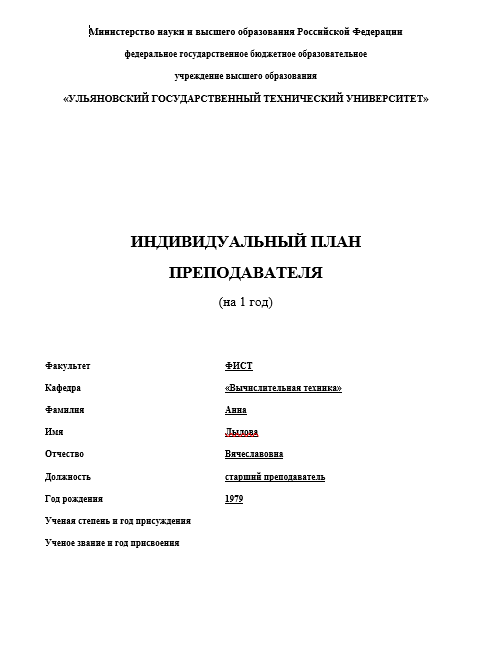 Министерство науки и высшего образования Российской Федерации
федеральное государственное бюджетное образовательное
учреждение высшего образования
«УЛЬЯНОВСКИЙ ГОСУДАРСТВЕННЫЙ ТЕХНИЧЕСКИЙ УНИВЕРСИТЕТ»
ИНДИВИДУАЛЬНЫЙ ПЛАН
ПРЕПОДАВАТЕЛЯ
(на 1 год)
Факультет ФИСТ
Кафедра «Вычислительная техника»
Фамилия Анна
Имя Лылова
Отчество Вячеславовна
Должность старший преподаватель
Год рождения 1979
Ученая степень и год присуждения
Ученое звание и год присвоения